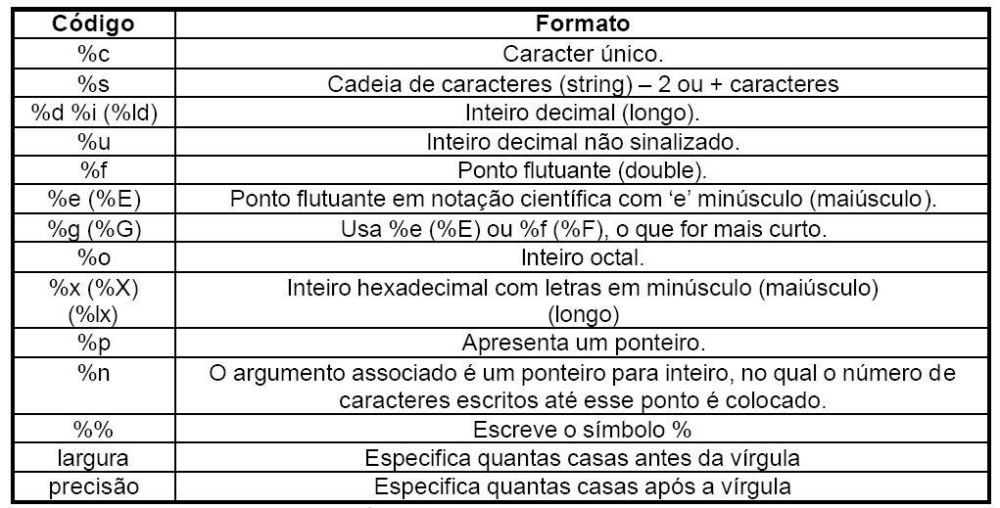 Código Formato
%c Caracter único.
%s Cadeia de caracteres (string) – 2 ou + caracteres
%d %i (%ld) Inteiro decimal (longo).
%u Inteiro decimal não sinalizado.
%f Ponto flutuante (double).
%e (%E) Ponto flutuante em notação científica com ‘e’ minúsculo (maiúsculo).
%g (%G) Usa %e (%E) ou %f (%F), o que for mais curto.
%o Inteiro octal.
%x (%X) Inteiro hexadecimal com letras em minúsculo (maiúsculo)
(%lx) (longo)
%p Apresenta um ponteiro.
%n O argumento associado é um ponteiro para inteiro, no qual o número de
caracteres escritos até esse ponto é colocado.
%% Escreve o símbolo %
largura Especifica quantas casas antes da vírgula
precisão Especifica quantas casas após a vírgula